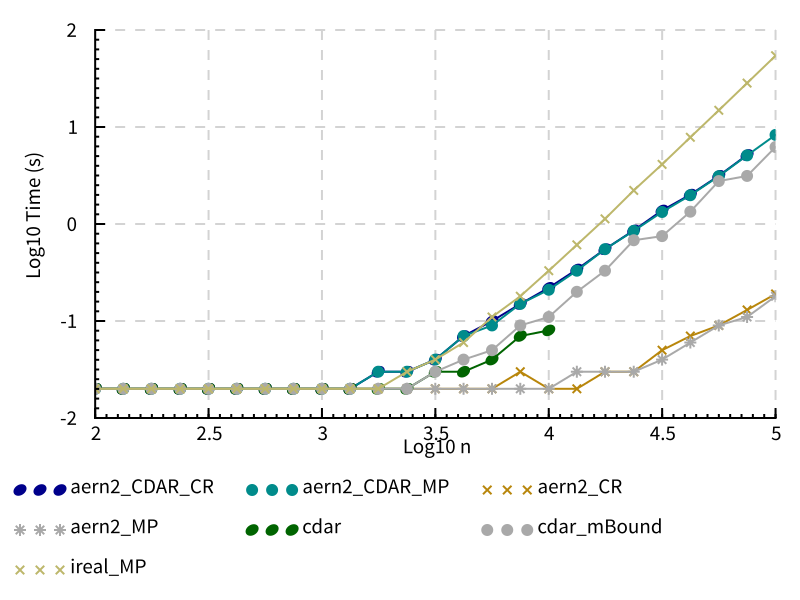 2
1
0
-1
-2
Log10 Time (s)
2 2.5 3 3.5 4 4.5 5
Log10 n
aern2_CDAR_CR aern2_CDAR_MP aern2_CR
aern2_MP cdar cdar_mBound
ireal_MP